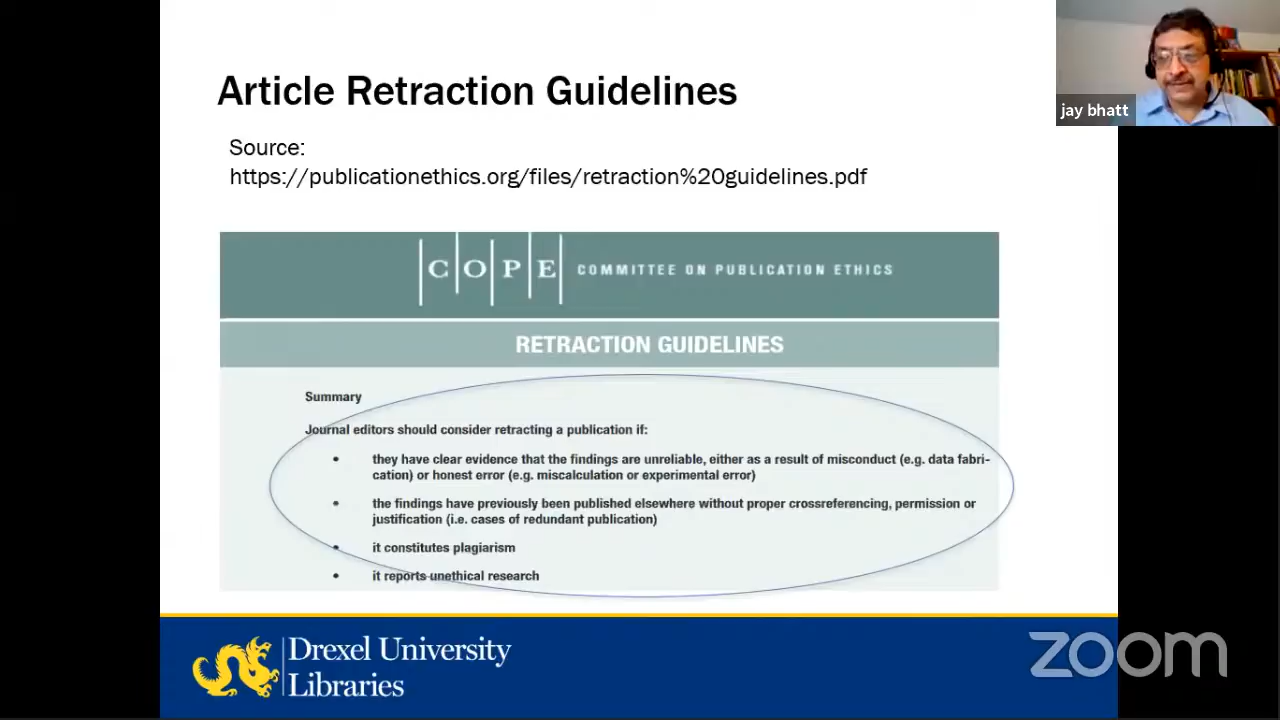 Article Retraction Guidelines
jay bhatt
Source:
https://publicationethics.org/files/retraction%20guidelines.pdf
COPE COMMITTEE ON PUBLICATION ETHICS
RETRACTION GUIDELINES
Summary
Journal editors should consider retracting a publication if:
• they have clear evidence that the findings are unreliable, either as a result of misconduct (e.g. data fabri-
cation) or honest error (e.g. miscalculation or experimental error)
• the findings have previously been published elsewhere without proper crossreferencing, permission or
justification (i.e. cases of redundant publication)
• it constitutes plagiarism
• it reports unethical research
Drexel University
Libraries
zoom